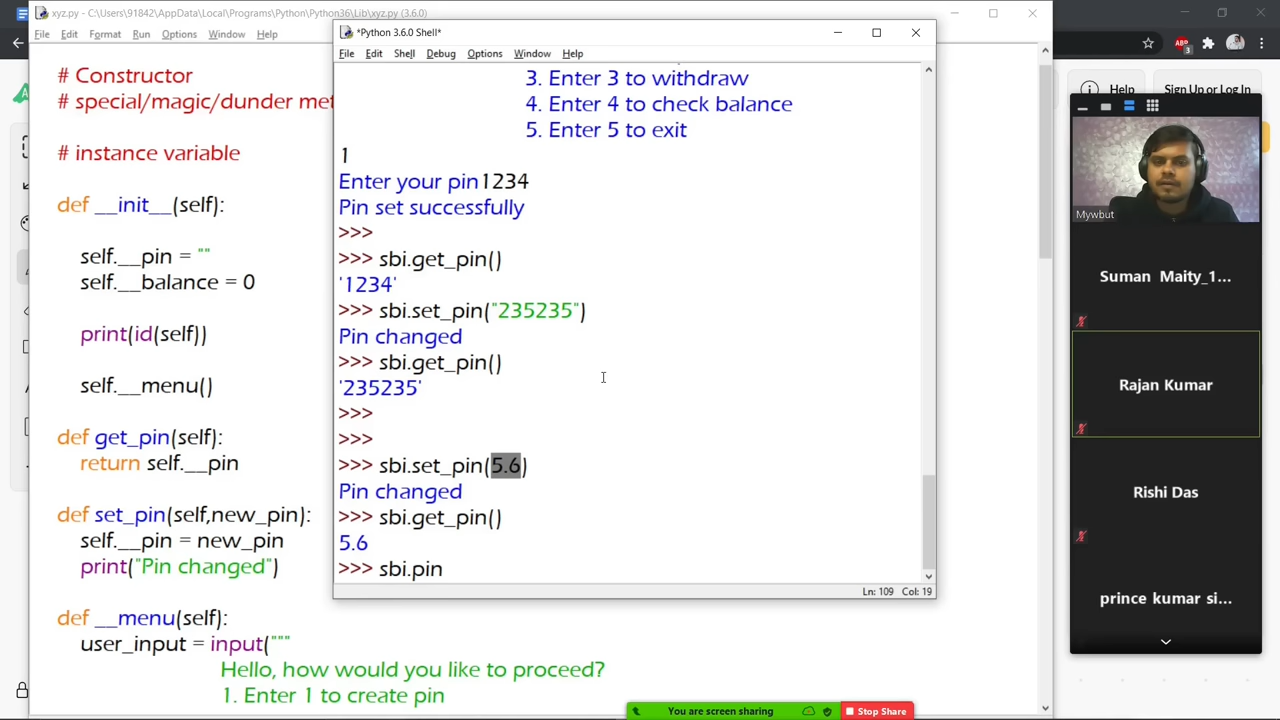 xyz.py - C:\Users\91842\AppData\Local\Programs\Python\Python36\Lib\xyz.py (3.6.0)
File Edit Format Run Options Window Help
# Constructor
# special/magic/dunder met
# instance variable
def __init__(self):
self.__pin = ""
self.__balance = 0
print(id(self))
self.__menu()
def get_pin(self):
return self.__pin
def set_pin(self,new_pin):
self.__pin = new_pin
print("Pin changed")
def __menu(self):
user_input = input("""
Hello, how would you like to proceed?
1. Enter 1 to create pin
*Python 3.6.0 Shell*
File Edit Shell Debug Options Window Help
3. Enter 3 to withdraw
4. Enter 4 to check balance
5. Enter 5 to exit
1
Enter your pin1234
Pin set successfully
>>>
>>> sbi.get_pin()
'1234'
>>> sbi.set_pin("235235")
Pin changed
>>> sbi.get_pin()
'235235'
>>>
>>>
>>> sbi.set_pin(5.6)
Pin changed
>>> sbi.get_pin()
5.6
>>> sbi.pin
Ln: 109 Col: 19
Help
Sign Up or Log In
3
Mywbut
Suman Maity_1...
Rajan Kumar
Rishi Das
prince kumar si...
You are screen sharing
Stop Share